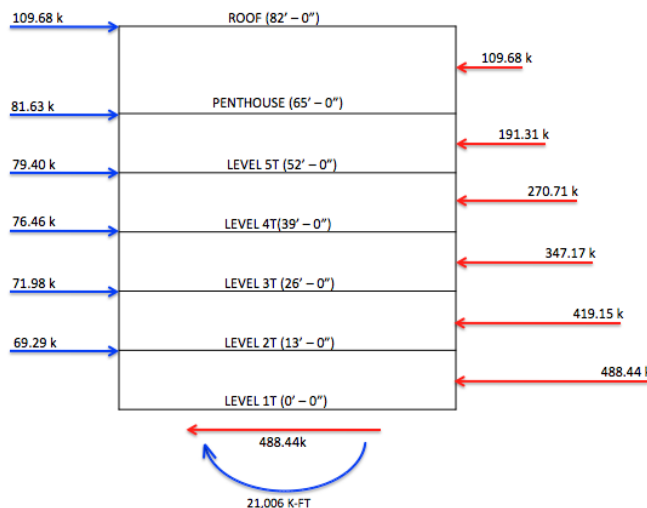 109.68 k
ROOF (82’ – 0”)
109.68 k
81.63 k
PENTHOUSE (65’ – 0”)
191.31 k
79.40 k
LEVEL 5T (52’ – 0”)
270.71 k
76.46 k
LEVEL 4T(39’ – 0”)
347.17 k
71.98 k
LEVEL 3T (26’ – 0”)
419.15 k
69.29 k
LEVEL 2T (13’ – 0”)
488.44 k
LEVEL 1T (0’ – 0”)
488.44k
21,006 K-FT